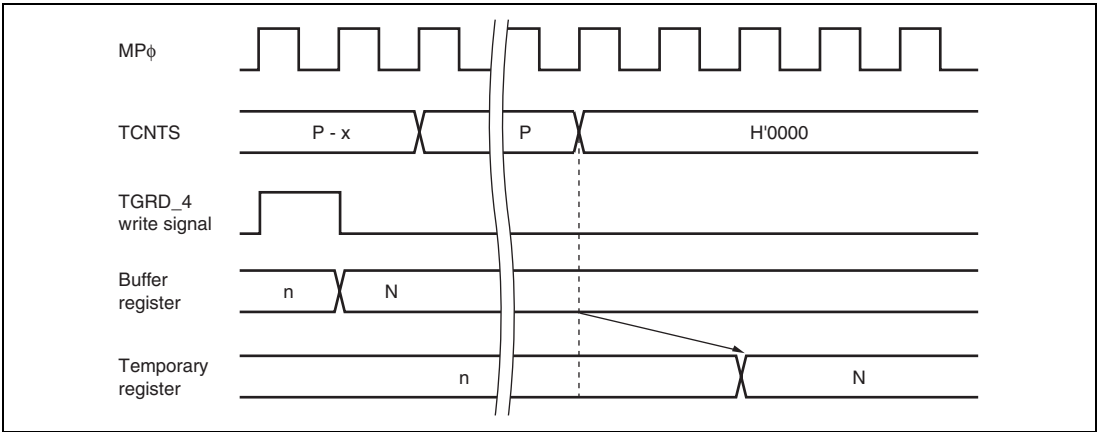 MPφ
TCNTS
P - x
P
H'0000
TGRD_4
write signal
Buffer
register
n
N
Temporary
register
n
N